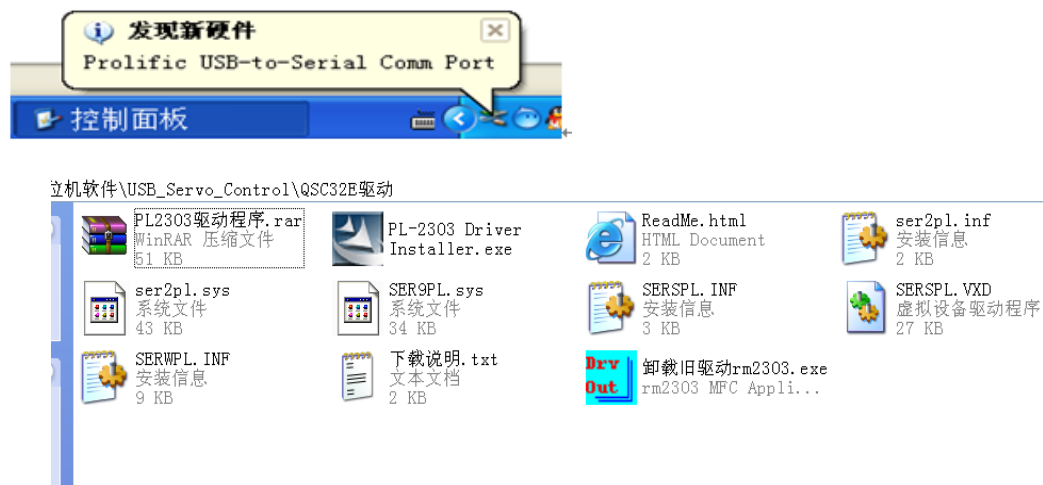 发现新硬件
Prolific USB-to-Serial Comm Port
控制面板
位机软件\USB_Servo_Control\QSC32E驱动
PL2303驱动程序.rar
WinRAR 压缩文件
51 KB
PL-2303 Driver
Installer.exe
ReadMe.html
HTML Document
2 KB
ser2pl.inf
安装信息
2 KB
ser2pl.sys
系统文件
43 KB
SER9PL.sys
系统文件
34 KB
SERSPL.INF
安装信息
3 KB
SERSPL.VXD
虚拟设备驱动程序
27 KB
SERWPL.INF
安装信息
9 KB
下载说明.txt
文本文档
2 KB
Drv
Out
卸载旧驱动rm2303.exe
rm2303 MFC Appli...